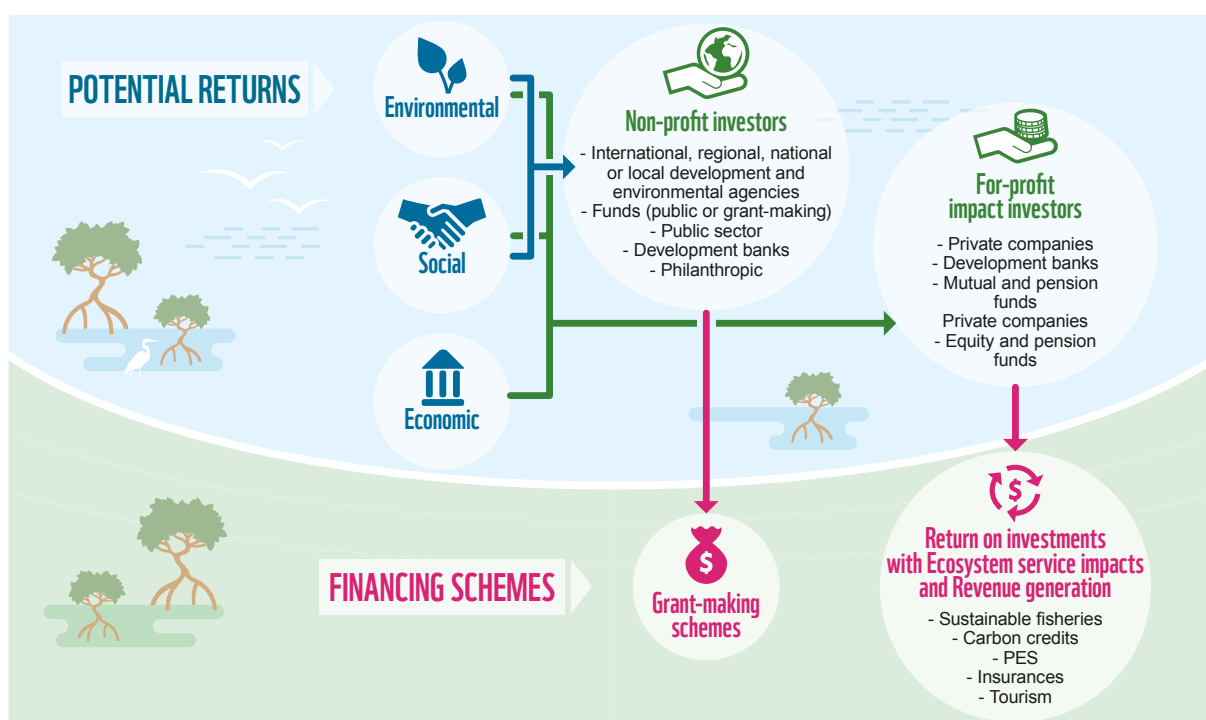 POTENTIAL RETURNS
Environmental
Social
Economic
Non-profit investors
- International, regional, national
or local development and
environmental agencies
- Funds (public or grant-making)
- Public sector
- Development banks
- Philanthropic
For-profit
impact investors
- Private companies
- Development banks
- Mutual and pension
funds
Private companies
- Equity and pension
funds
FINANCING SCHEMES
$
Grant-making
schemes
$
Return on investments
with Ecosystem service impacts
and Revenue generation
- Sustainable fisheries
- Carbon credits
- PES
- Insurances
- Tourism